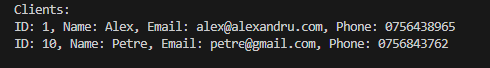 Clients:
ID: 1, Name: Alex, Email: alex@alexandru.com, Phone: 0756438965
ID: 10, Name: Petre, Email: petre@gmail.com, Phone: 0756843762